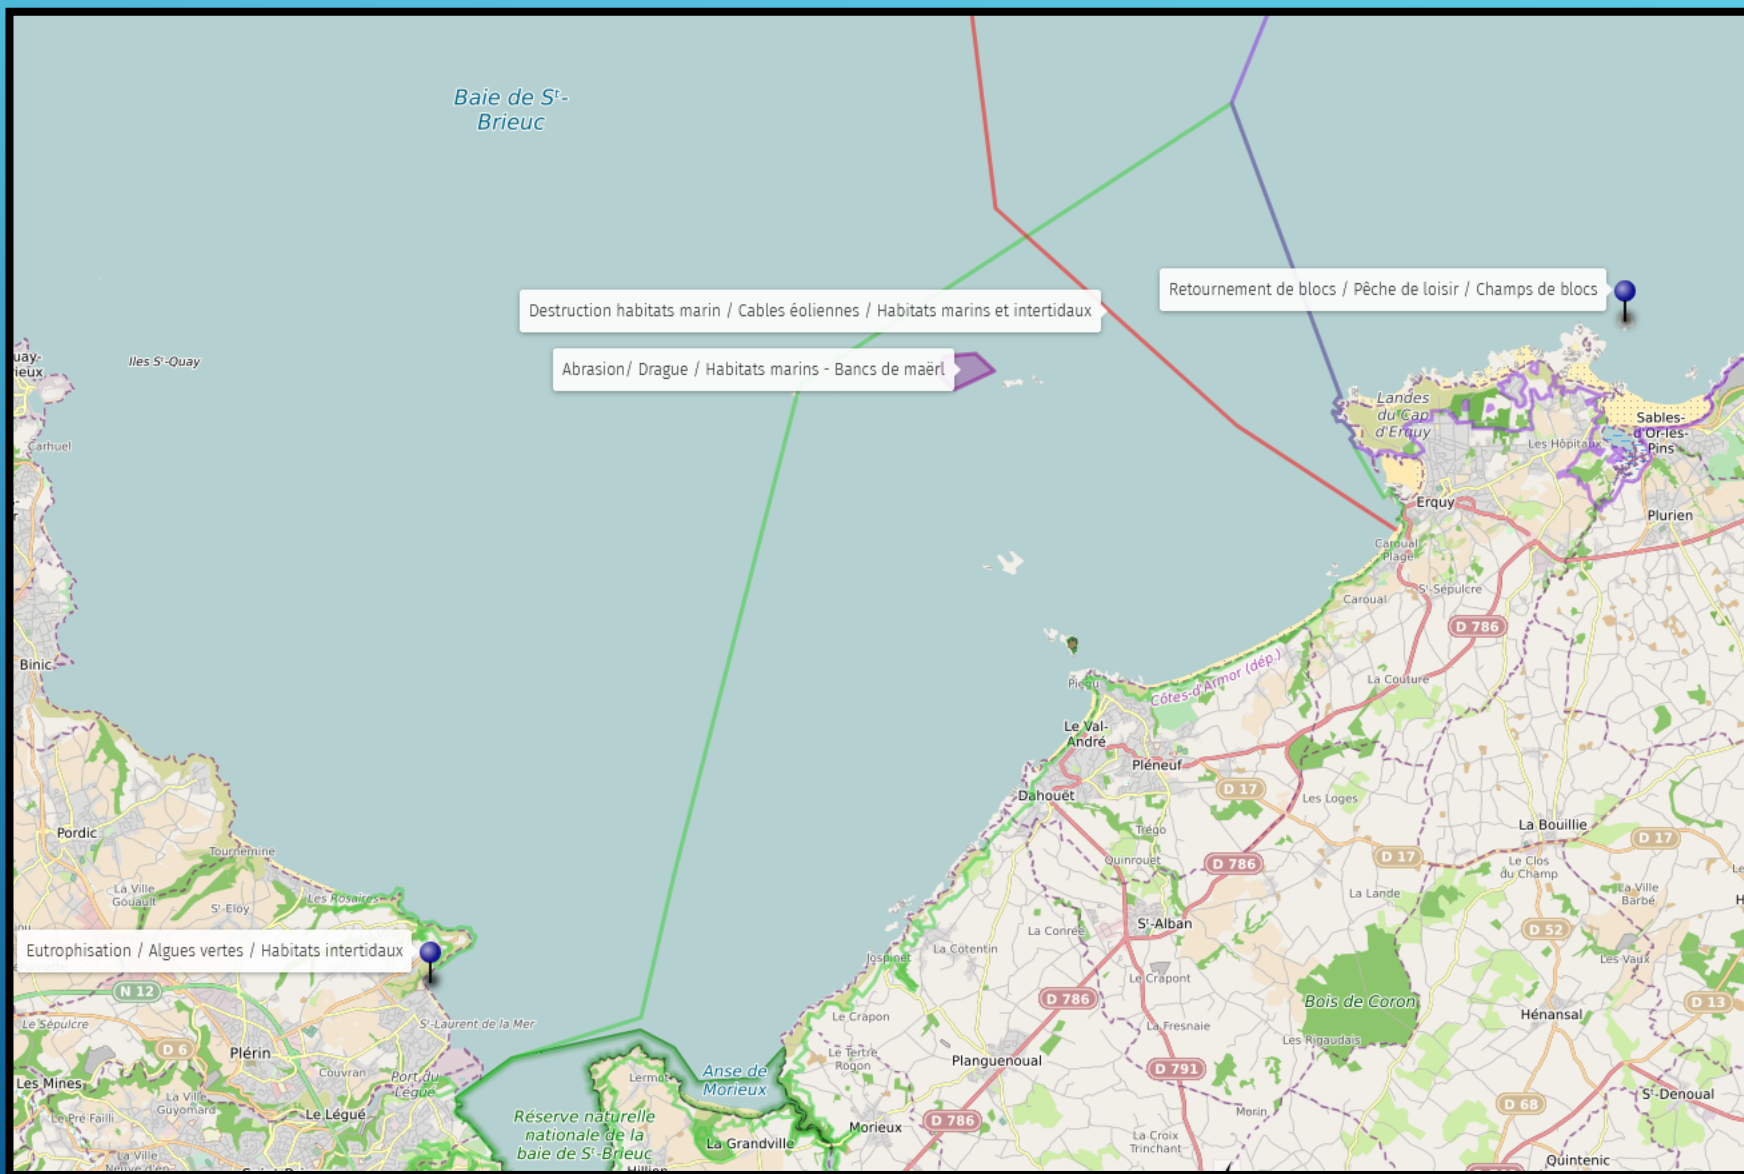 Baie de Sᵗ-
Brieuc
Destruction habitats marin / Cables éoliennes / Habitats marins et intertidaux
Retournement de blocs / Pêche de loisir / Champs de blocs
Abrasion/ Drague / Habitats marins - Bancs de maërl
Iles Sᵗ-Quay
Carhuel
Landes
du Cap
d'Erquy
Sables-
d'Or-les-
Pins
Les Hôpitaux
Erquy
Plurien
Caroual
Plage
Sᵗ-Sépulcre
Caroual
D 786
Binic
Côtes-d'Armor (dép.)
Piégu
La Couture
Le Val-
André
Pléneuf
D 17
Dahouët
Les Loges
La Bouillie
Pordic
Trégo
D 17
Tournemine
Quinrouet
D 786
D 17
Le Clos
du Champ
La Ville
Gouault
Sᵗ-Eloy
Les Rosaires
La Lande
La Ville
Barbé
Sᵗ-Alban
La Conrée
D 52
Eutrophisation / Algues vertes / Habitats intertidaux
La Cotentin
Jospinet
Les Vaux
Le Crapont
N 12
D 786
Bois de Coron
D 13
Le Sépulcre
Sᵗ-Laurent de la Mer
Le Crapon
La Fresnaie
Hénansal
D 6
Plérin
Les Rigaudais
Le Tertre
Rogon
Planguenoual
Couvran
Les Mines
Port du
Légué
Lermot
Anse de
Morieux
D 791
La Ville
Guyomard
Sᵗ-Denoual
D 68
Le Pré-Failli
Le Légué
Réserve naturelle
nationale de la
baie de Sᵗ-Brieuc
Morin
D 786
Morieux
La Grandville
La Croix
Trictonan
La Ville
Quintenic
Hillion